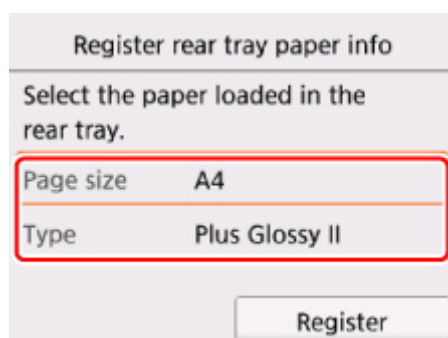 Register rear tray paper info
Select the paper loaded in the
rear tray.
Page size A4
Type Plus Glossy II
Register